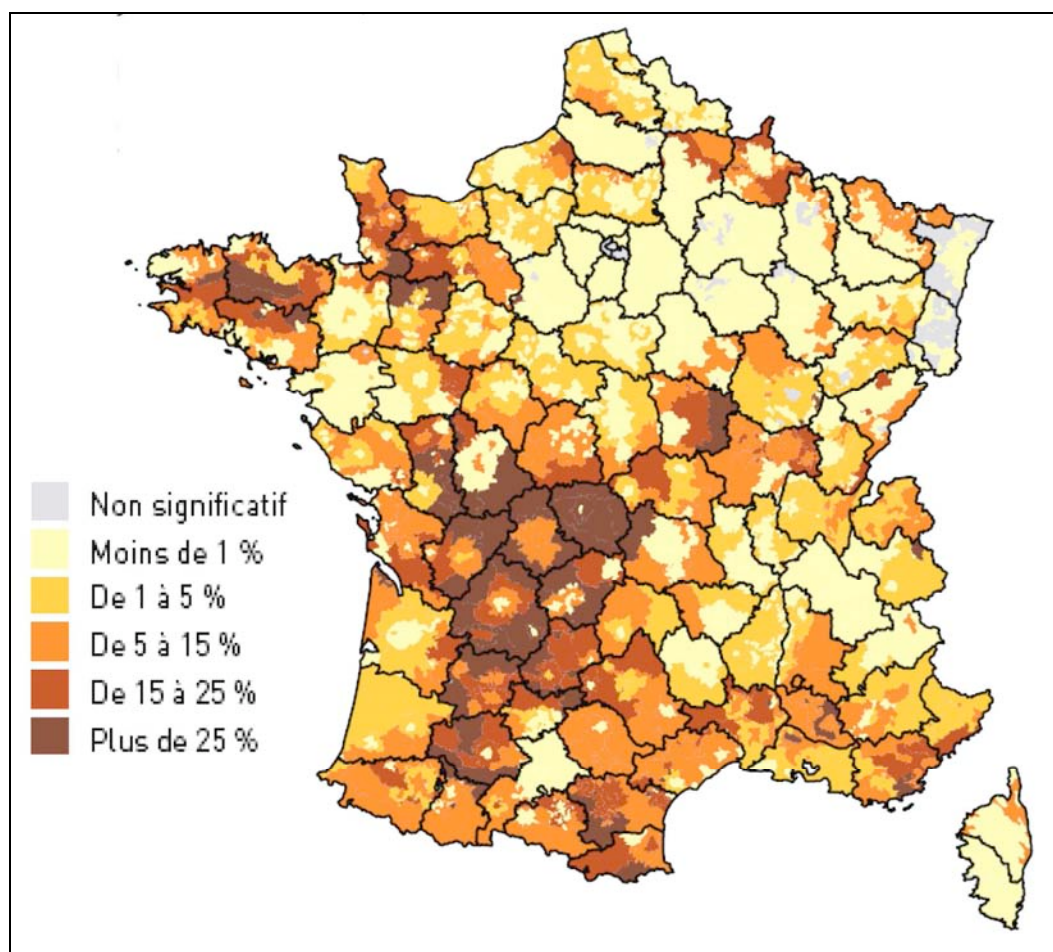 Non significatif
Moins de 1 %
De 1 à 5 %
De 5 à 15 %
De 15 à 25 %
Plus de 25 %